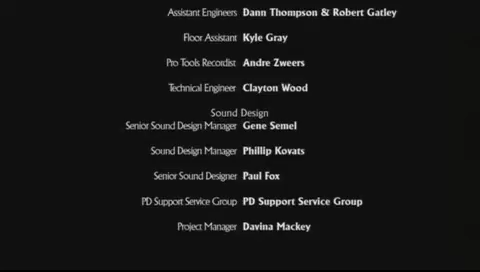 Assistant Engineers Dann Thompson & Robert Gatley
Floor Assistant Kyle Gray
Pro Tools Recordist Andre Zweers
Technical Engineer Clayton Wood
Sound Design
Senior Sound Design Manager Gene Semel
Sound Design Manager Phillip Kovats
Senior Sound Designer Paul Fox
PD Support Service Group PD Support Service Group
Project Manager Davina Mackey